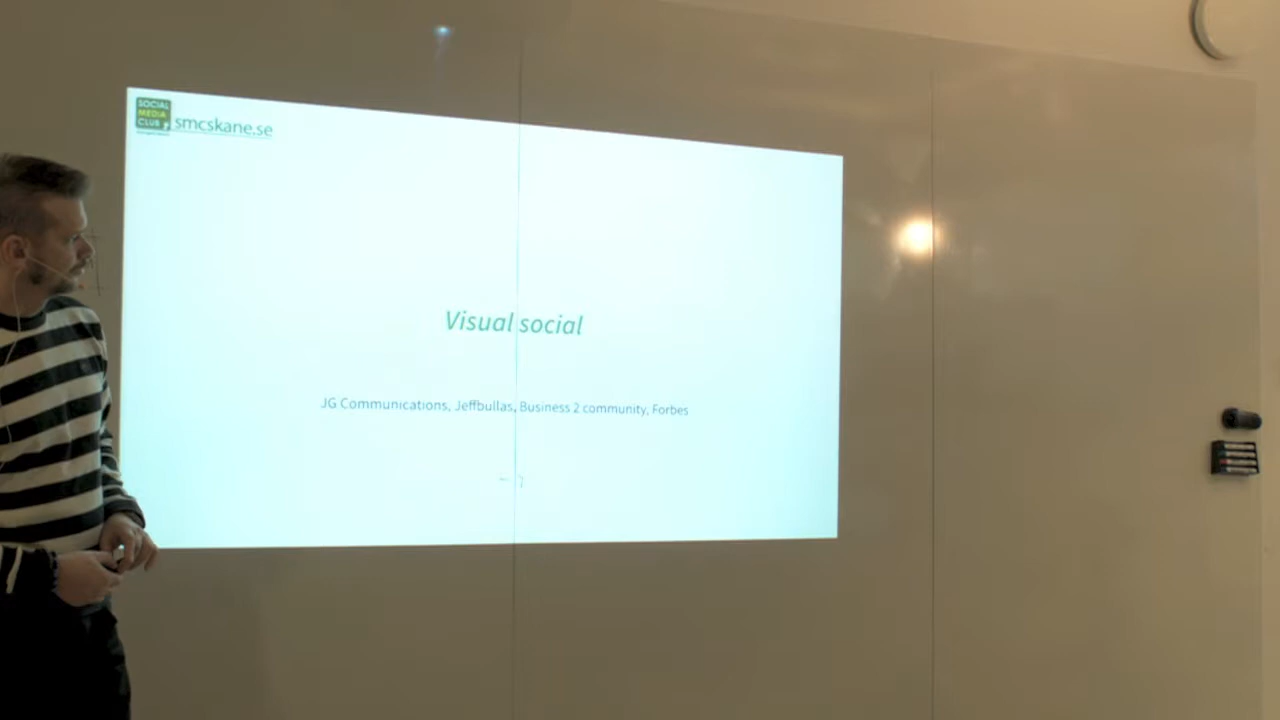 SOCIAL
MEDIA
CLUB
smcskane.se
Visual social
JG Communications, Jeffbullas, Business 2 community, Forbes